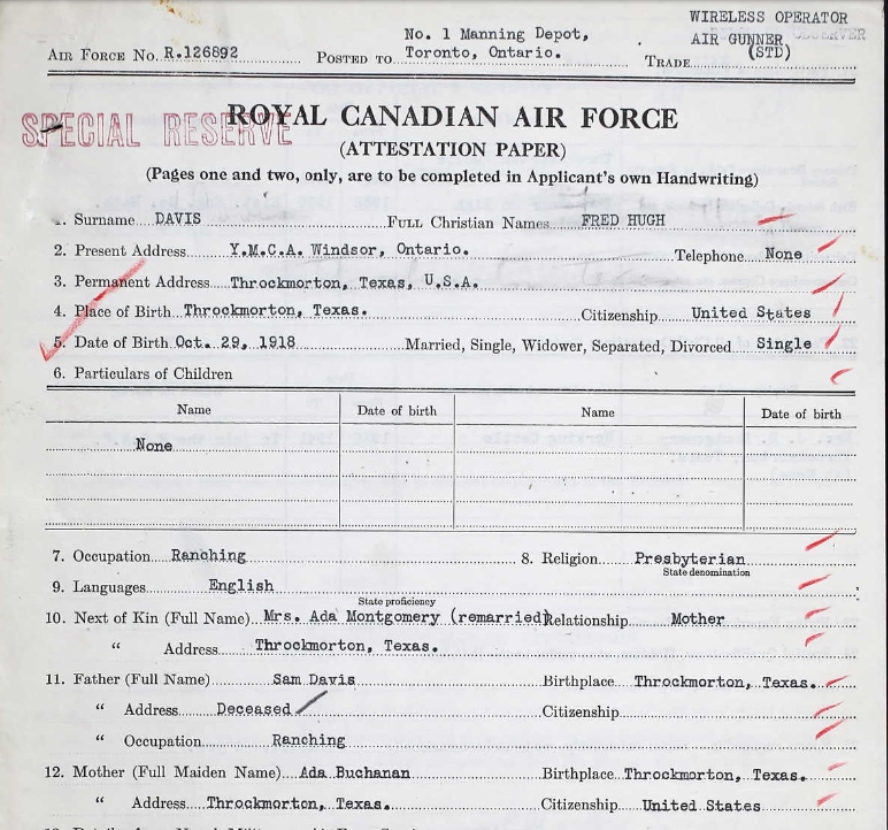 WIRELESS OPERATOR
No. 1 Manning Depot, AIR GUNNER OBSERVER
AIR FORCE No. R.126892 POSTED TO Toronto, Ontario. TRADE (STD)
SPECIAL RESERVE
ROYAL CANADIAN AIR FORCE
(ATTESTATION PAPER)
(Pages one and two, only, are to be completed in Applicant's own Handwriting)
1. Surname DAVIS FULL Christian Names FRED HUGH
2. Present Address Y.M.C.A. Windsor, Ontario. Telephone None
3. Permanent Address Throckmorton, Texas, U.S.A.
4. Place of Birth Throckmorton, Texas. Citizenship United States
5. Date of Birth Oct. 29, 1918 Married, Single, Widower, Separated, Divorced Single
6. Particulars of Children
Name Date of birth Name Date of birth
None
7. Occupation Ranching 8. Religion Presbyterian
State denomination
9. Languages English
State proficiency
10. Next of Kin (Full Name) Mrs. Ada Montgomery (remarried) Relationship Mother
" Address Throckmorton, Texas.
11. Father (Full Name) Sam Davis Birthplace Throckmorton, Texas.
" Address Deceased Citizenship
" Occupation Ranching
12. Mother (Full Maiden Name) Ada Buchanan Birthplace Throckmorton, Texas.
" Address Throckmorton, Texas. Citizenship United States